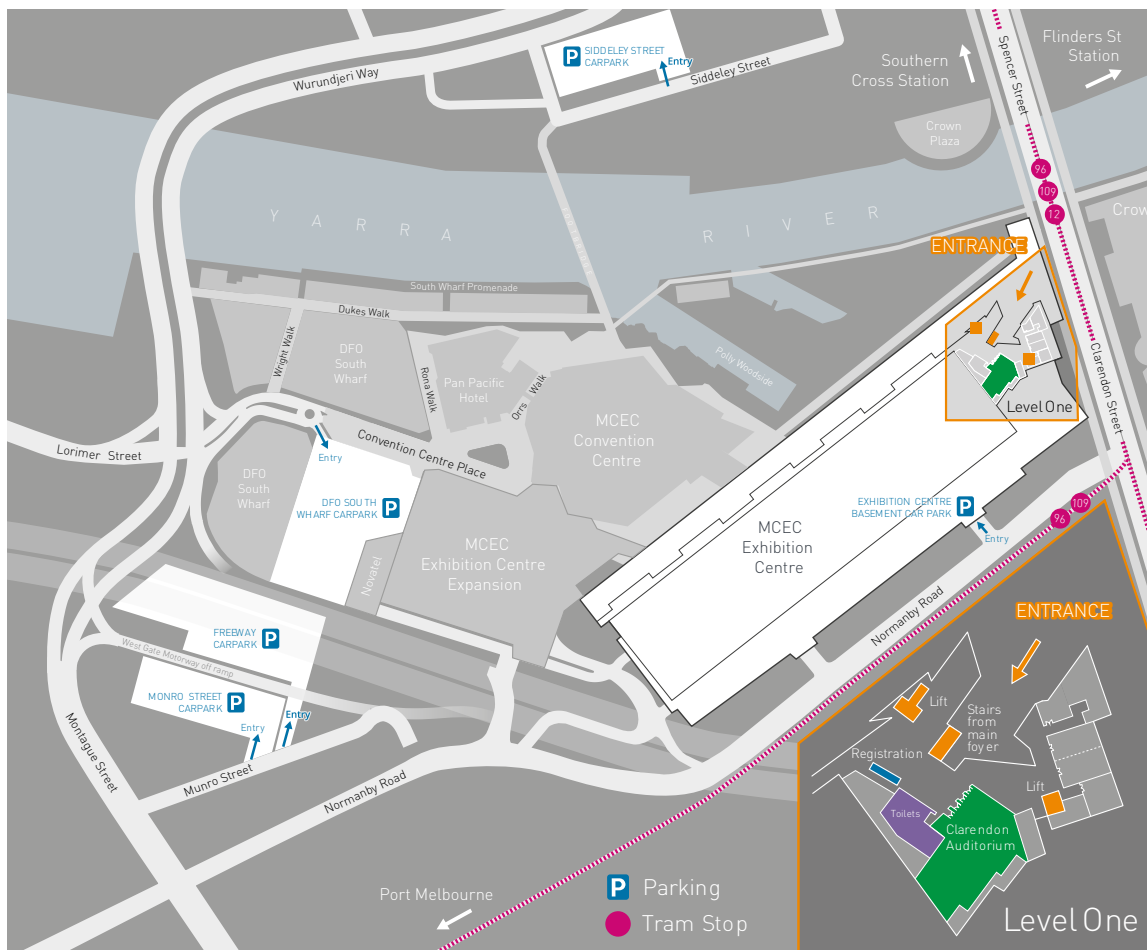 SIDDELEY STREET
CARPARK
P
Entry
Siddeley Street
Wurundjeri Way
Spencer Street
Flinders St
Station
Southern
Cross Station
Crown
Plaza
96
109
12
Crow
YARRA
RIVER
ENTRANCE
South Wharf Promenade
Dukes Walk
Wright Walk
DFO
South
Wharf
Rona Walk
Pan Pacific
Hotel
Orrs Walk
Polly Woodside
Clarendon Street
Level One
MCEC
Convention
Centre
Lorimer Street
Entry
Convention Centre Place
DFO
South
Wharf
DFO SOUTH
WHARF CARPARK
P
EXHIBITION CENTRE
BASEMENT CAR PARK
P
Entry
109
96
MCEC
Exhibition
Centre
MCEC
Exhibition Centre
Expansion
Novatel
Normanby Road
FREEWAY
CARPARK
P
West Gate Motorway off ramp
MONRO STREET
CARPARK
P
Entry
Entry
Montague Street
Munro Street
Normanby Road
ENTRANCE
Lift
Stairs
from
main
foyer
Registration
Lift
Toilets
Clarendon
Auditorium
Level One
Port Melbourne
P
Parking
Tram Stop